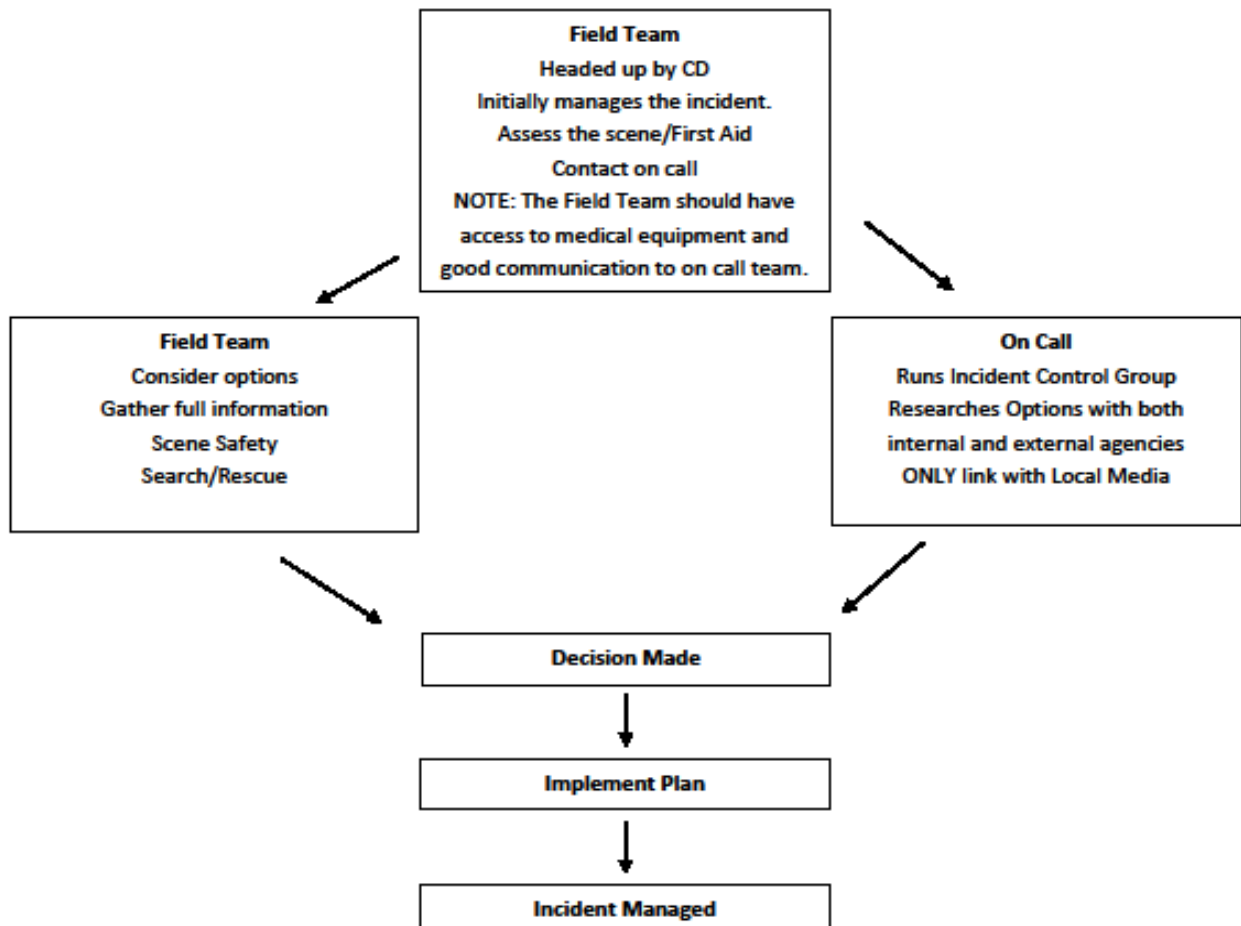 Field Team
Headed up by CD
Initially manages the incident.
Assess the scene/First Aid
Contact on call
NOTE: The Field Team should have
access to medical equipment and
good communication to on call team.
Field Team
Consider options
Gather full information
Scene Safety
Search/Rescue
On Call
Runs Incident Control Group
Researches Options with both
internal and external agencies
ONLY link with Local Media
Decision Made
Implement Plan
Incident Managed